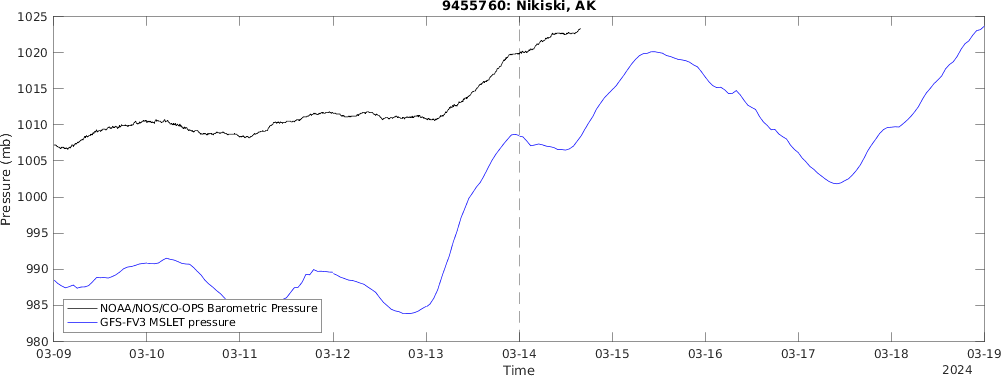 9455760: Nikiski, AK
1025
1020
1015
1010
1005
1000
995
990
985
980
Pressure (mb)
NOAA/NOS/CO-OPS Barometric Pressure
GFS-FV3 MSLET pressure
03-09 03-10 03-11 03-12 03-13 03-14 03-15 03-16 03-17 03-18 03-19
Time
2024